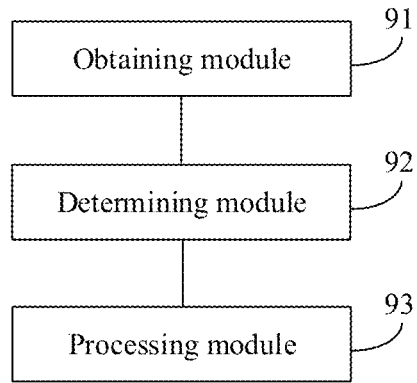 91
Obtaining module
92
Determining module
93
Processing module